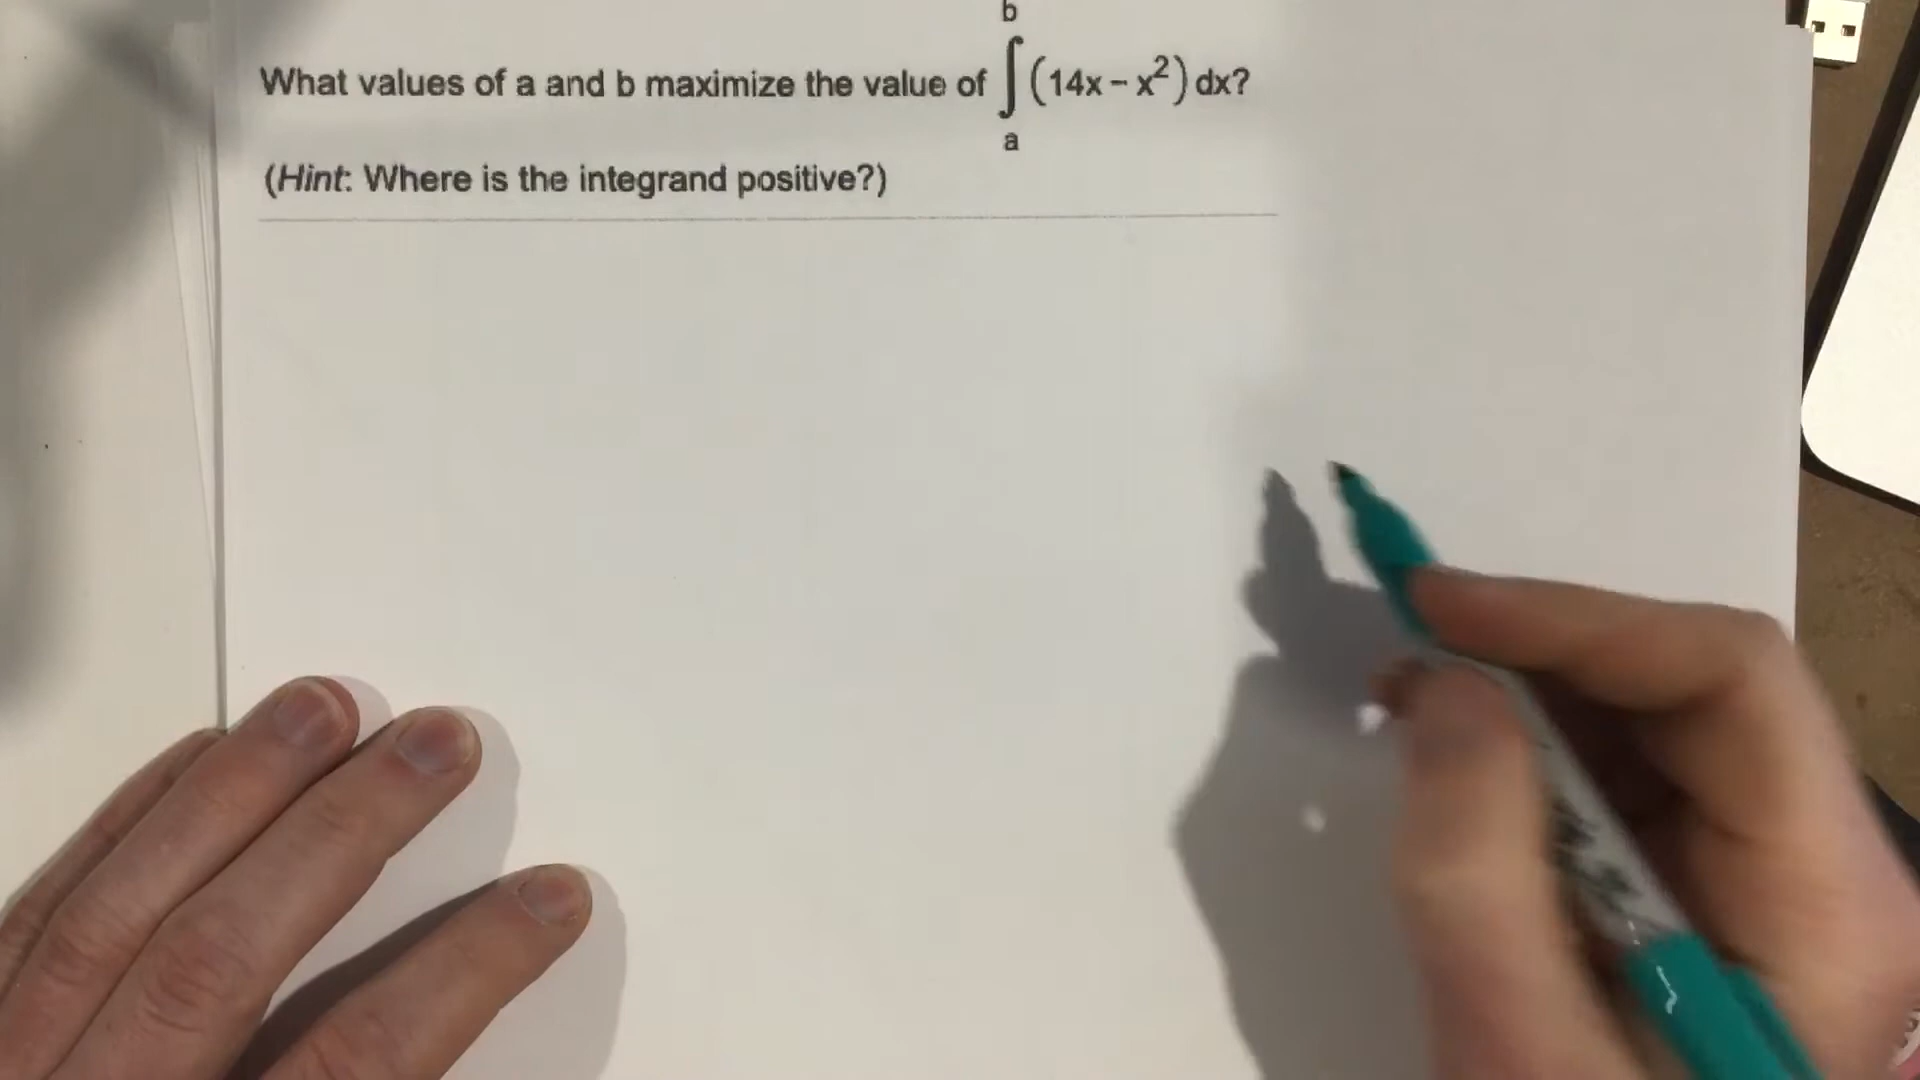 What values of a and b maximize the value of ∫ₐᵇ (14x − x²) dx?
(Hint: Where is the integrand positive?)